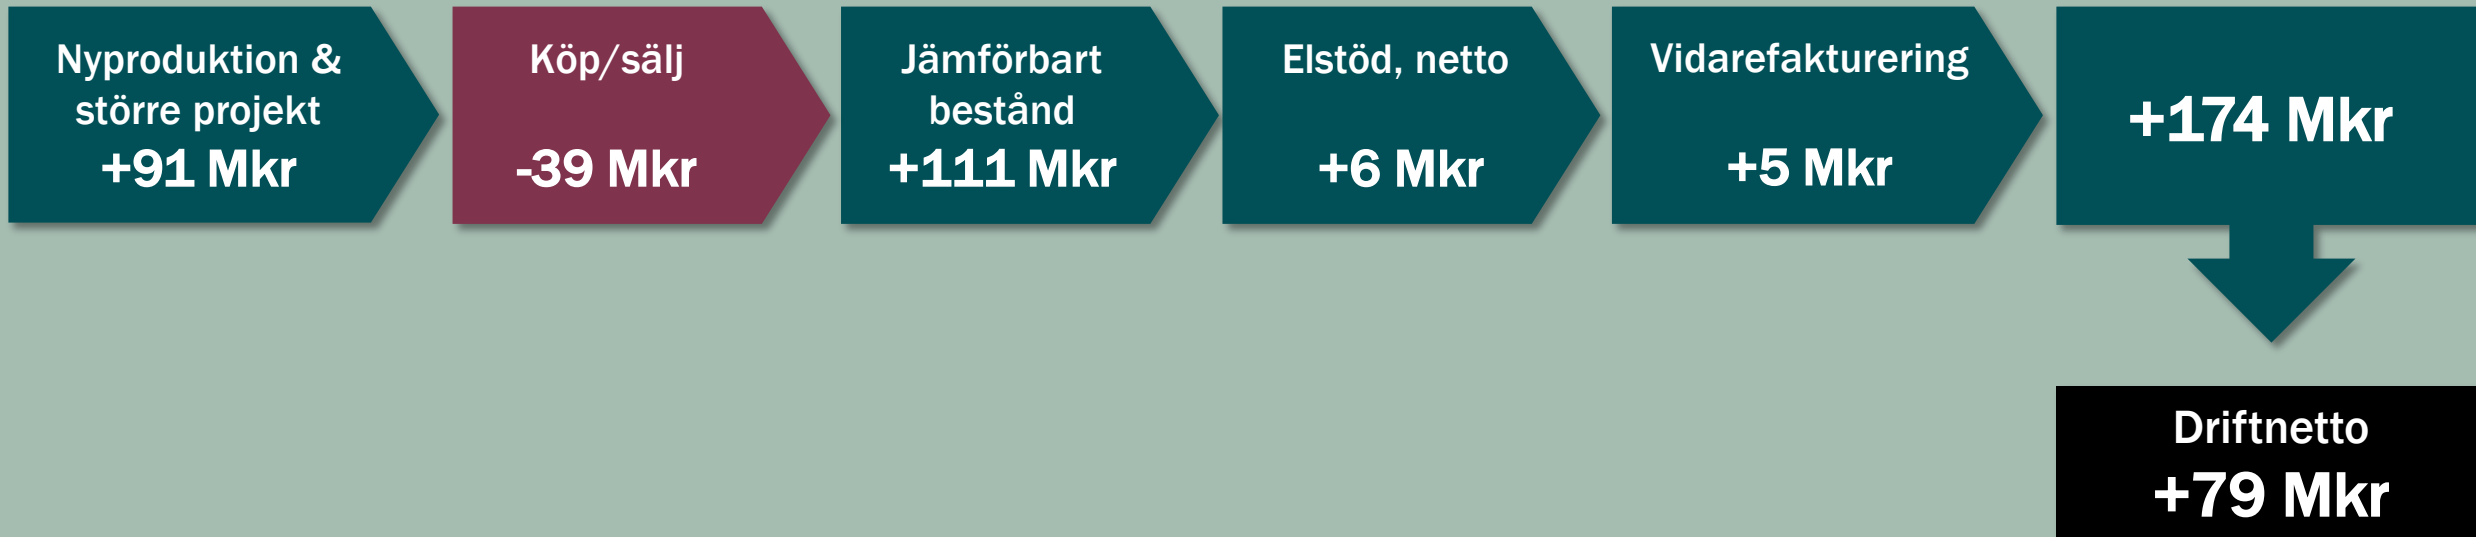 Nyproduktion &
större projekt
+91 Mkr
Köp/sälj
-39 Mkr
Jämförbart
bestånd
+111 Mkr
Elstöd, netto
+6 Mkr
Vidarefakturering
+5 Mkr
+174 Mkr
Driftnetto
+79 Mkr